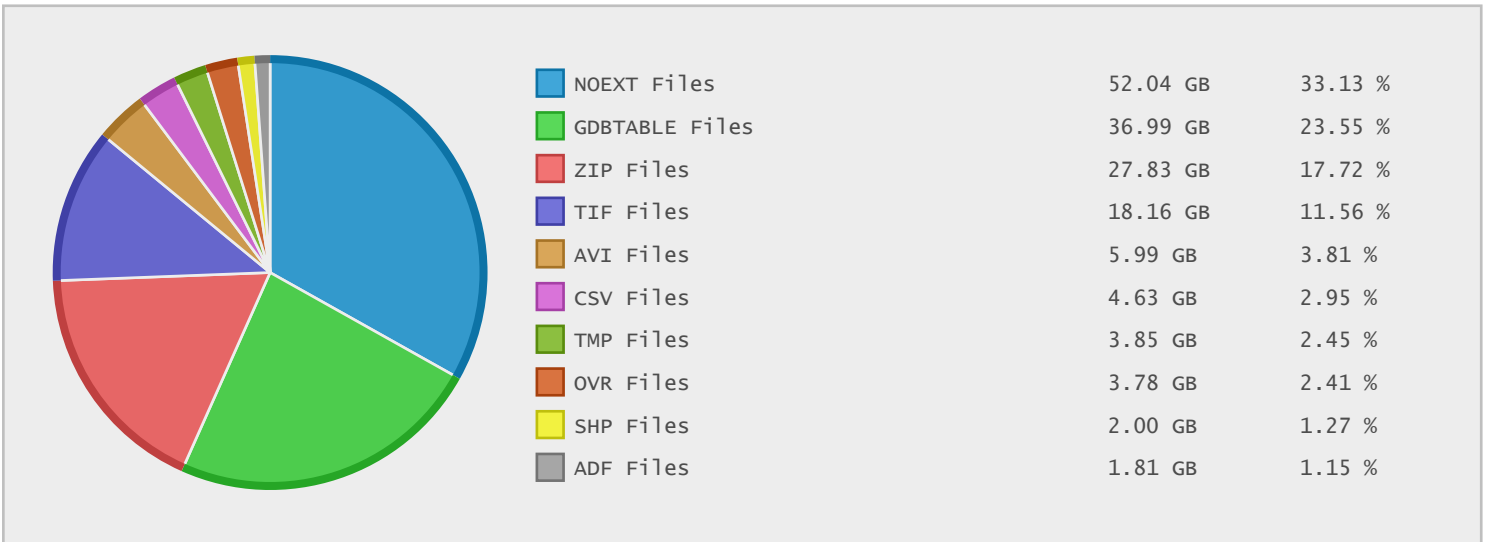 NOEXT Files 52.04 GB 33.13 %
GDBTABLE Files 36.99 GB 23.55 %
ZIP Files 27.83 GB 17.72 %
TIF Files 18.16 GB 11.56 %
AVI Files 5.99 GB 3.81 %
CSV Files 4.63 GB 2.95 %
TMP Files 3.85 GB 2.45 %
OVR Files 3.78 GB 2.41 %
SHP Files 2.00 GB 1.27 %
ADF Files 1.81 GB 1.15 %